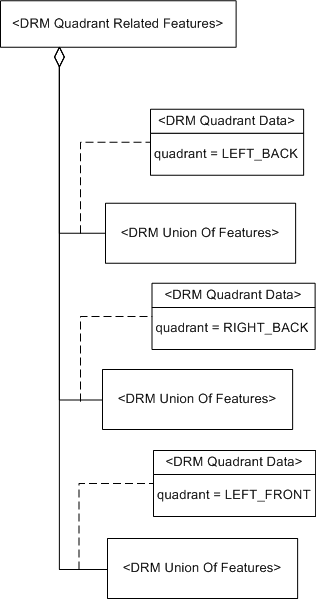 <DRM Quadrant Related Features>
<DRM Quadrant Data>
quadrant = LEFT_BACK
<DRM Union Of Features>
<DRM Quadrant Data>
quadrant = RIGHT_BACK
<DRM Union Of Features>
<DRM Quadrant Data>
quadrant = LEFT_FRONT
<DRM Union Of Features>